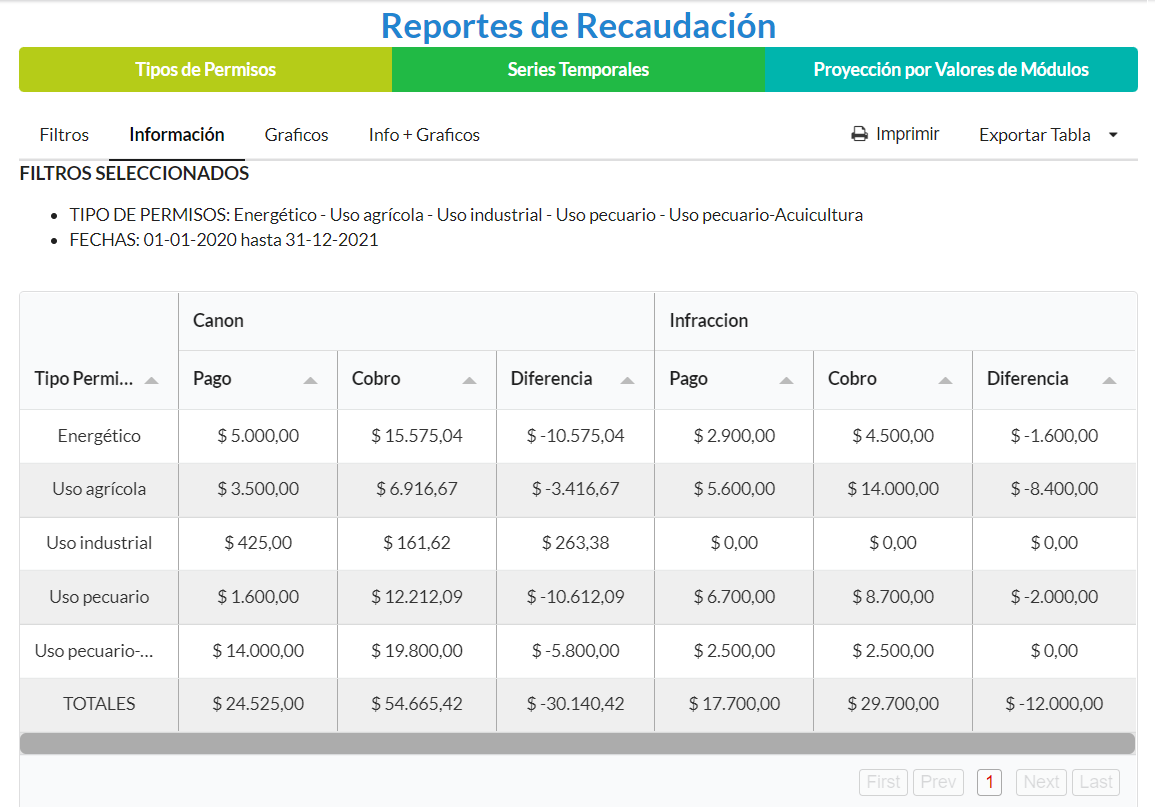 Reportes de Recaudación
Tipos de Permisos Series Temporales Proyección por Valores de Módulos
Filtros Información Graficos Info + Graficos Imprimir Exportar Tabla
FILTROS SELECCIONADOS
• TIPO DE PERMISOS: Energético - Uso agrícola - Uso industrial - Uso pecuario - Uso pecuario-Acuicultura
• FECHAS: 01-01-2020 hasta 31-12-2021
Canon Infraccion
Tipo Permi... Pago Cobro Diferencia Pago Cobro Diferencia
Energético $ 5.000,00 $ 15.575,04 $ -10.575,04 $ 2.900,00 $ 4.500,00 $ -1.600,00
Uso agrícola $ 3.500,00 $ 6.916,67 $ -3.416,67 $ 5.600,00 $ 14.000,00 $ -8.400,00
Uso industrial $ 425,00 $ 161,62 $ 263,38 $ 0,00 $ 0,00 $ 0,00
Uso pecuario $ 1.600,00 $ 12.212,09 $ -10.612,09 $ 6.700,00 $ 8.700,00 $ -2.000,00
Uso pecuario-... $ 14.000,00 $ 19.800,00 $ -5.800,00 $ 2.500,00 $ 2.500,00 $ 0,00
TOTALES $ 24.525,00 $ 54.665,42 $ -30.140,42 $ 17.700,00 $ 29.700,00 $ -12.000,00
First Prev 1 Next Last